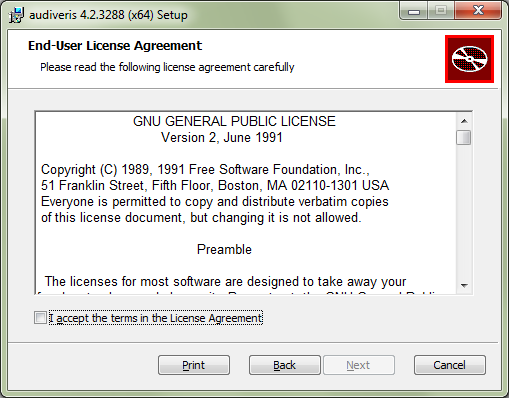 audiveris 4.2.3288 (x64) Setup
End-User License Agreement
Please read the following license agreement carefully
GNU GENERAL PUBLIC LICENSE
Version 2, June 1991
Copyright (C) 1989, 1991 Free Software Foundation, Inc.,
51 Franklin Street, Fifth Floor, Boston, MA 02110-1301 USA
Everyone is permitted to copy and distribute verbatim copies
of this license document, but changing it is not allowed.
Preamble
The licenses for most software are designed to take away your
I accept the terms in the License Agreement
Print Back Next Cancel